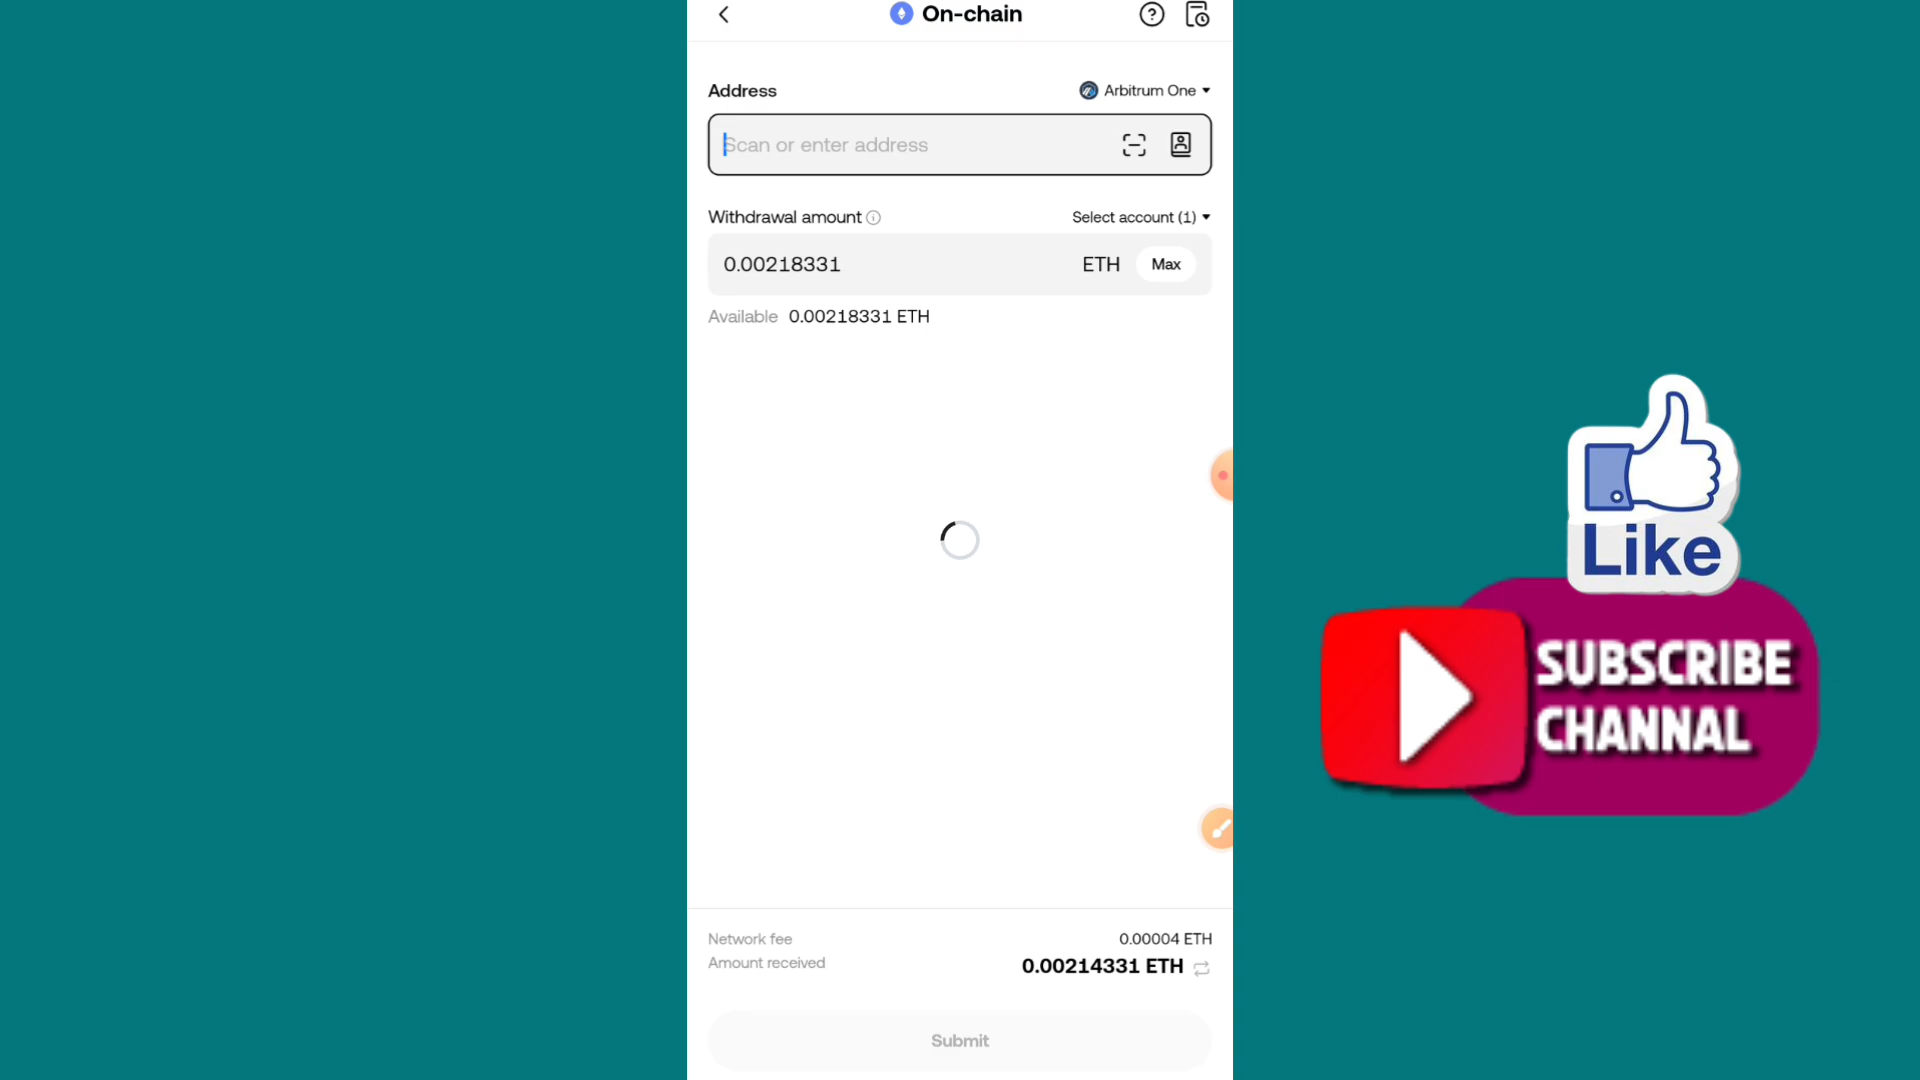 On-chain
Address
Arbitrum One
Scan or enter address
Withdrawal amount
Select account (1)
0.00218331
ETH
Max
Available 0.00218331 ETH
Like
SUBSCRIBE
CHANNAL
Network fee
0.00004 ETH
Amount received
0.00214331 ETH
Submit